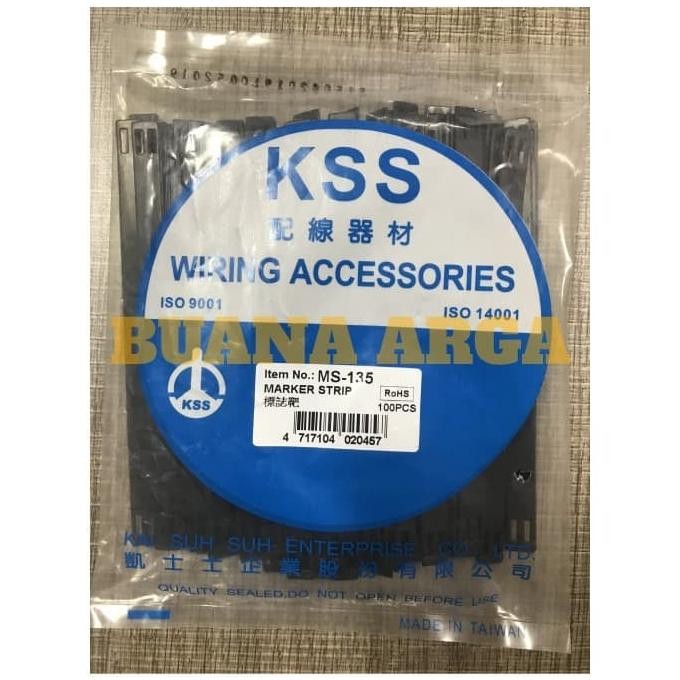 KSS
配線器材
WIRING ACCESSORIES
ISO 9001
ISO 14001
BUANA ARGA
KSS
Item No.: MS-135
MARKER STRIP
標誌靶
RoHS
100PCS
4 717104 020457
KAI SUH SUH ENTERPRISE CO., LTD.
凱士士企業股份有限公司
QUALITY SEALED,DO NOT OPEN BEFORE USE
MADE IN TAIWAN